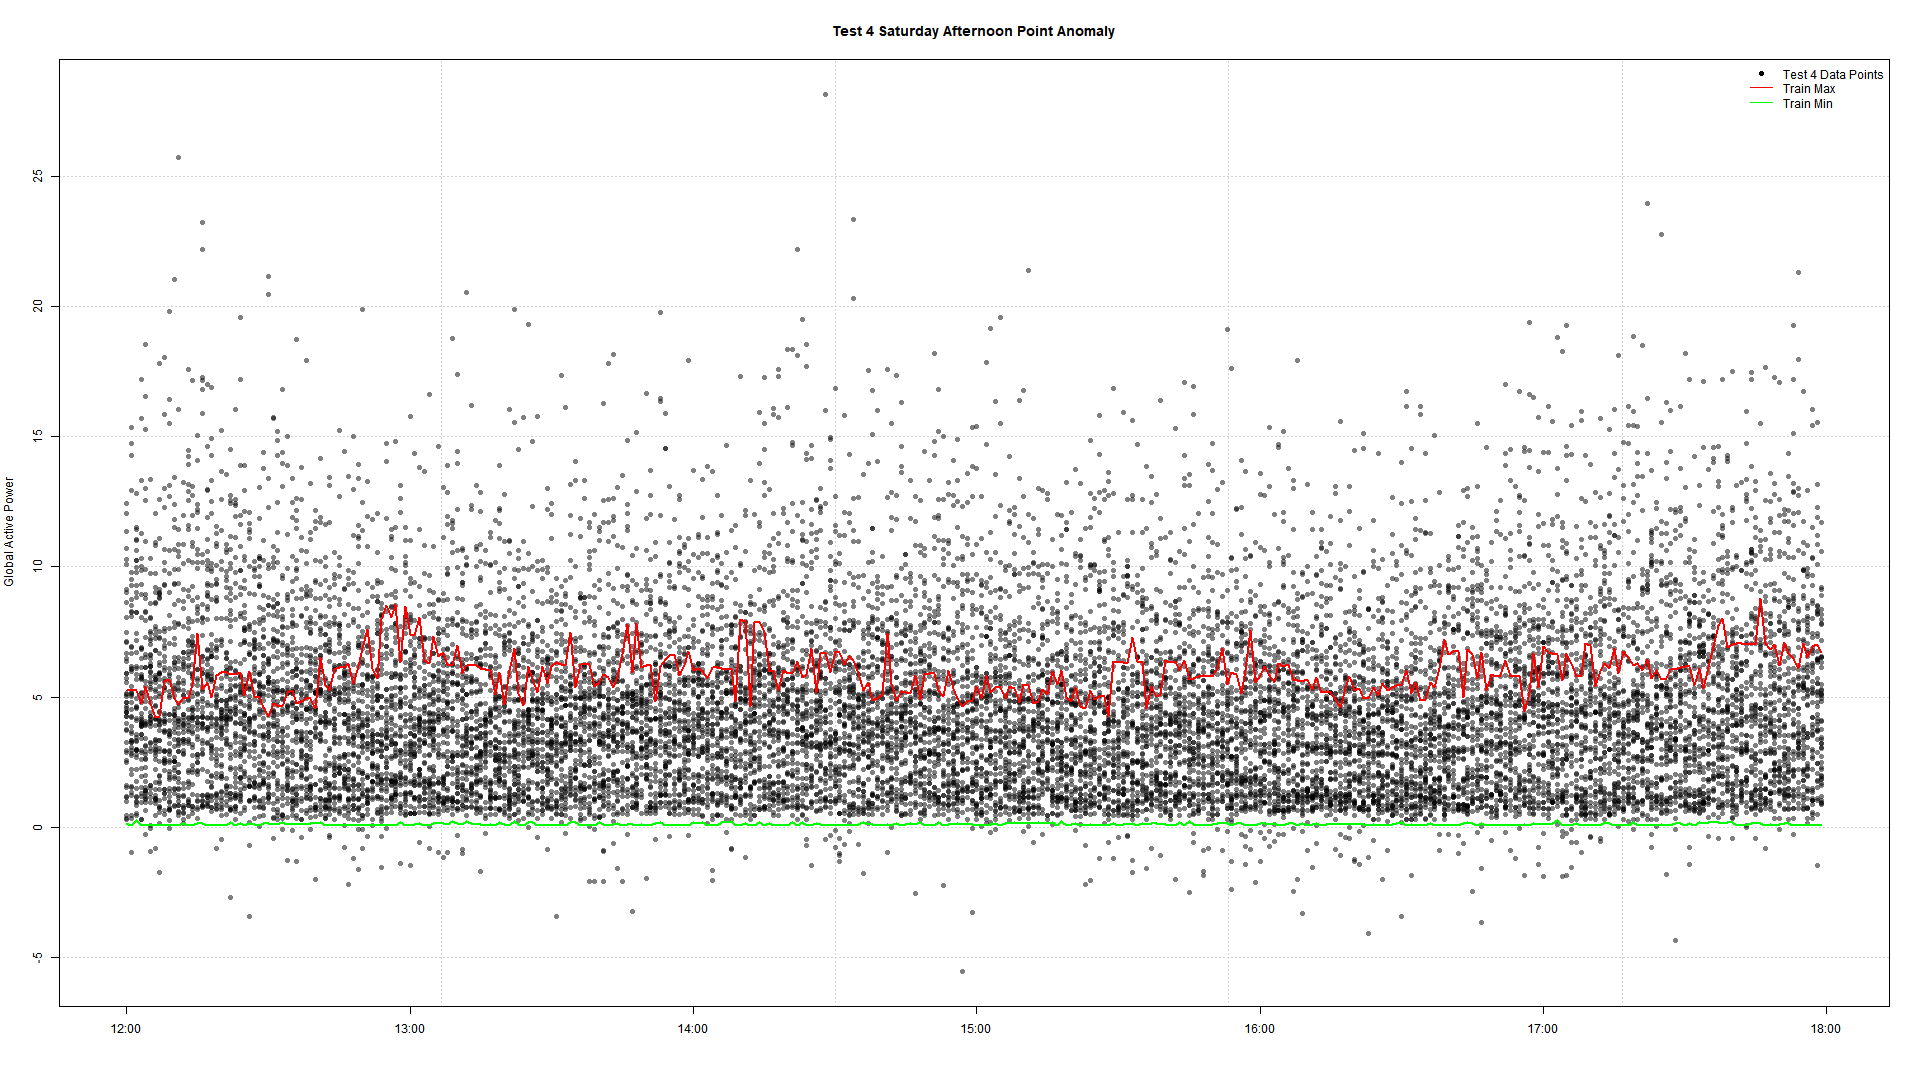 Test 4 Saturday Afternoon Point Anomaly
Test 4 Data Points
Train Max
Train Min
Global Active Power
25
20
15
10
5
0
-5
12:00
13:00
14:00
15:00
16:00
17:00
18:00